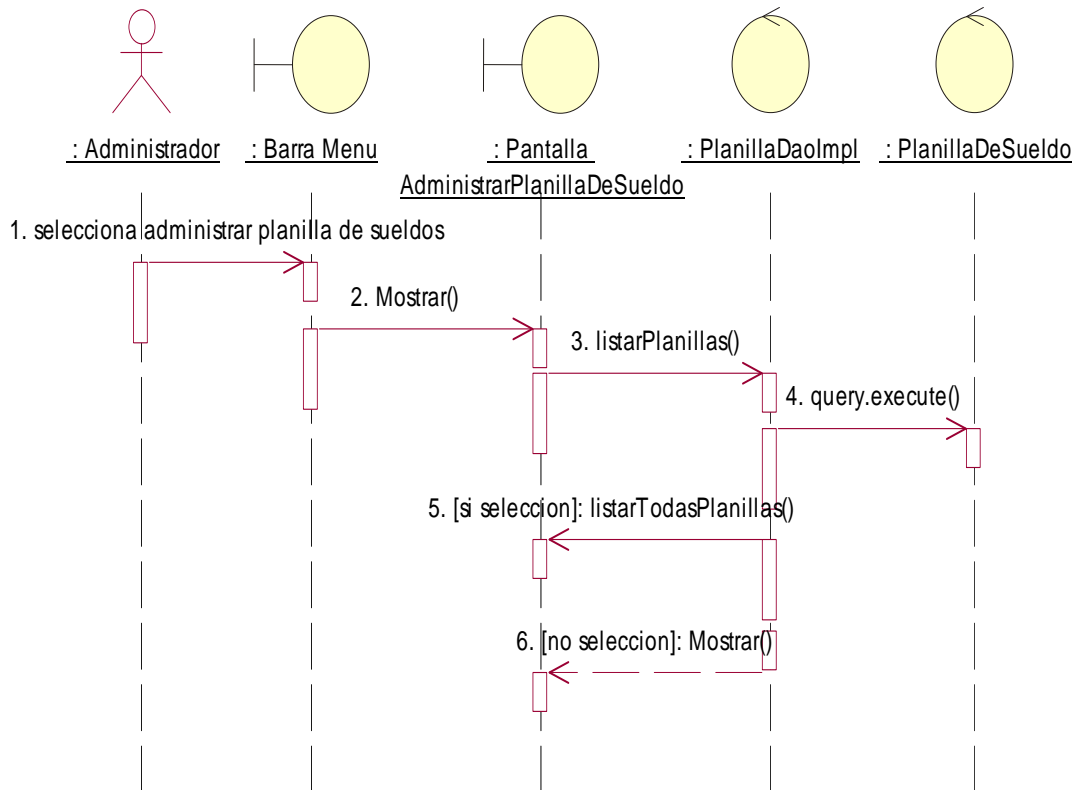 : Administrador
: Barra Menu
: Pantalla
AdministrarPlanillaDeSueldo
: PlanillaDaoImpl
: PlanillaDeSueldo
1. selecciona administrar planilla de sueldos
2. Mostrar()
3. listarPlanillas()
4. query.execute()
5. [si seleccion]: listarTodasPlanillas()
6. [no seleccion]: Mostrar()